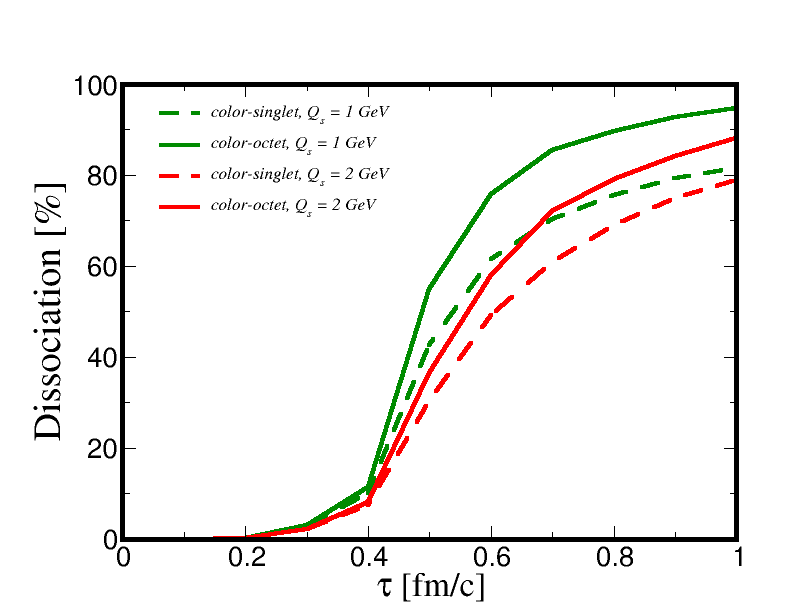 100
80
60
40
20
0
Dissociation [%]
color-singlet, Qs = 1 GeV
color-octet, Qs = 1 GeV
color-singlet, Qs = 2 GeV
color-octet, Qs = 2 GeV
0 0.2 0.4 0.6 0.8 1
τ [fm/c]